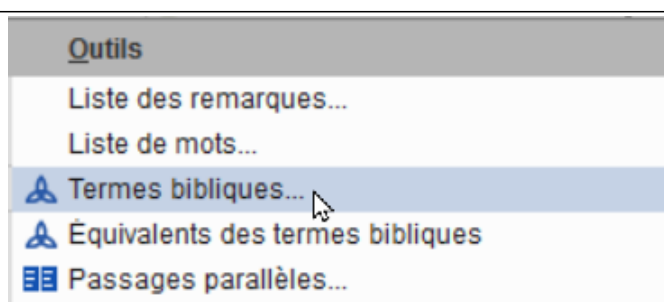 Outils
Liste des remarques...
Liste de mots...
Termes bibliques...
Équivalents des termes bibliques
Passages parallèles...